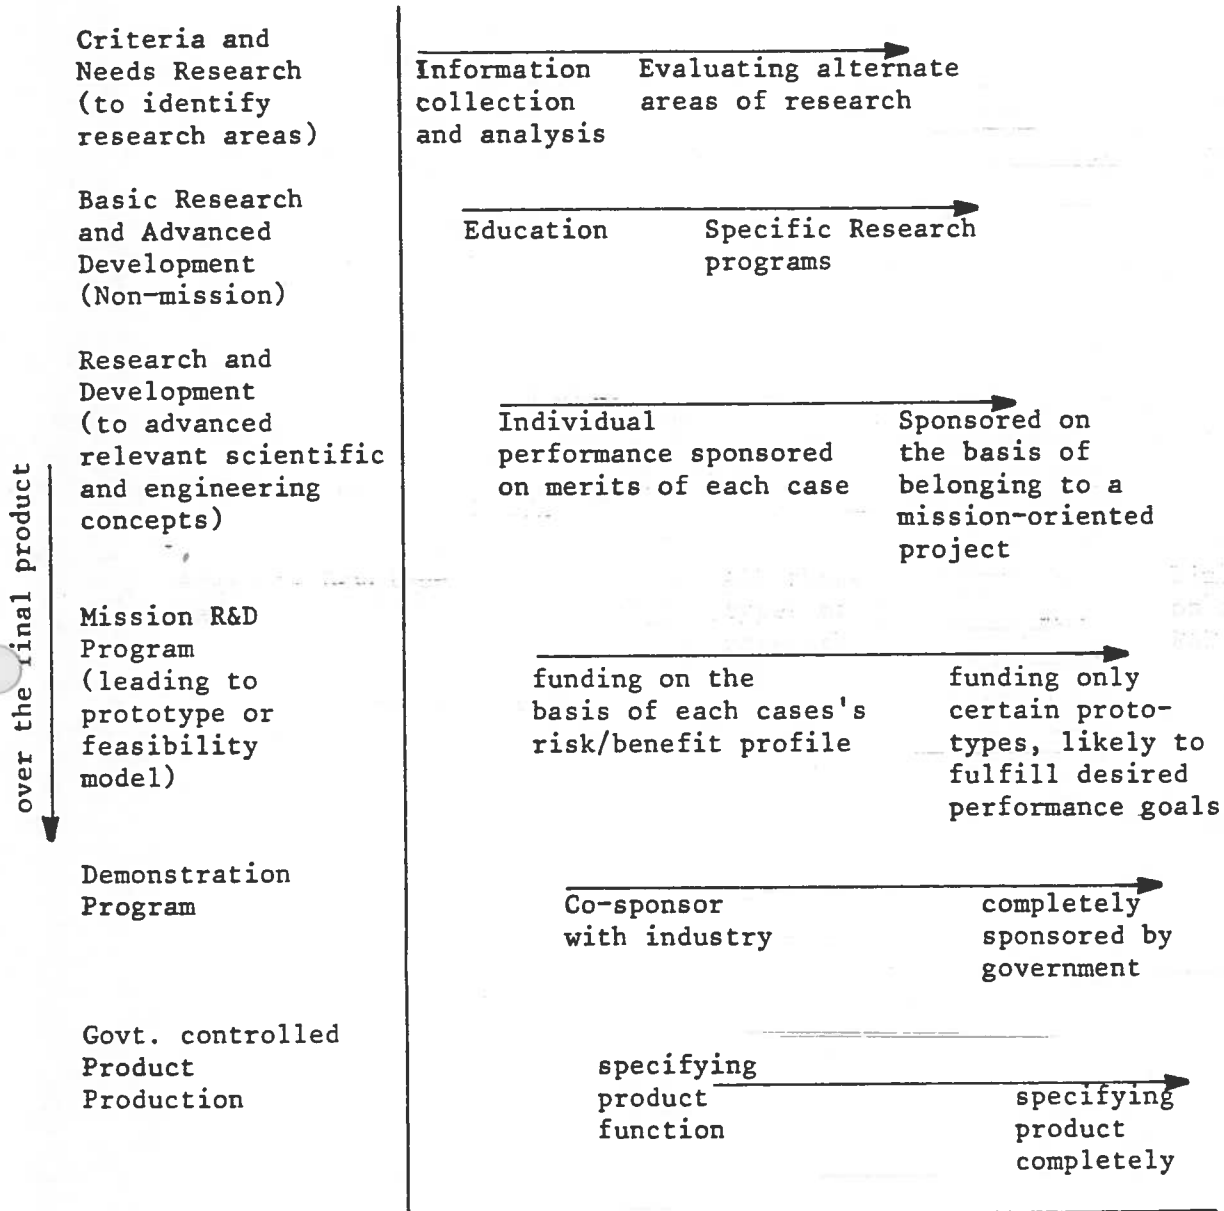 Criteria and
Needs Research
(to identify
research areas)
Information
collection
and analysis
Evaluating alternate
areas of research
Basic Research
and Advanced
Development
(Non-mission)
Education
Specific Research
programs
Research and
Development
(to advanced
relevant scientific
and engineering
concepts)
Individual
performance sponsored
on merits of each case
Sponsored on
the basis of
belonging to a
mission-oriented
project
over the final product
Mission R&D
Program
(leading to
prototype or
feasibility
model)
funding on the
basis of each cases's
risk/benefit profile
funding only
certain proto-
types, likely to
fulfill desired
performance goals
Demonstration
Program
Co-sponsor
with industry
completely
sponsored by
government
Govt. controlled
Product
Production
specifying
product
function
specifying
product
completely